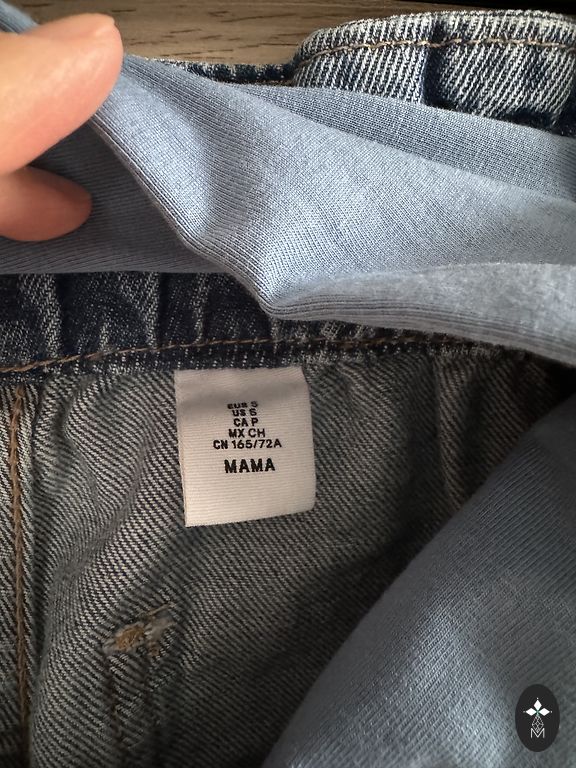 EUR S
US S
CA P
MX CH
CN 165/72A
MAMA